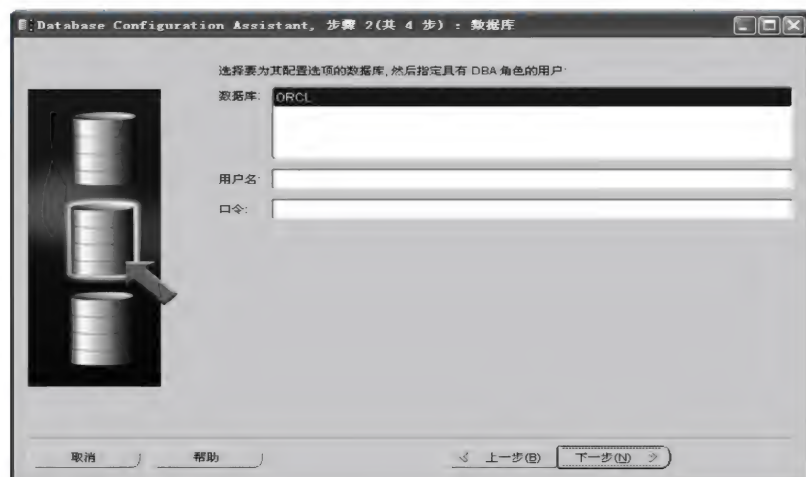 Database Configuration Assistant, 步骤 2(共 4 步) : 数据库
选择要为其配置选项的数据库, 然后指定具有 DBA 角色的用户:
数据库: ORCL
用户名:
口令:
取消 帮助 上一步(B) 下一步(N)